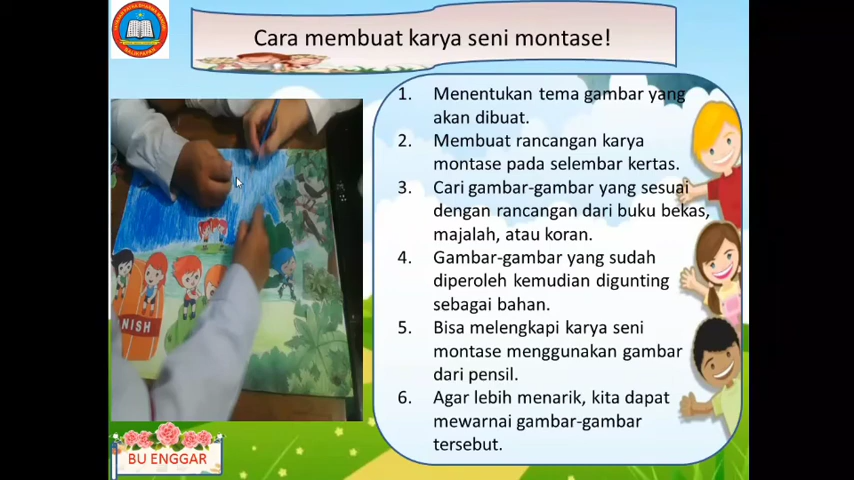 Cara membuat karya seni montase!
1. Menentukan tema gambar yang
akan dibuat.
2. Membuat rancangan karya
montase pada selembar kertas.
3. Cari gambar-gambar yang sesuai
dengan rancangan dari buku bekas,
majalah, atau koran.
4. Gambar-gambar yang sudah
diperoleh kemudian digunting
sebagai bahan.
5. Bisa melengkapi karya seni
montase menggunakan gambar
dari pensil.
6. Agar lebih menarik, kita dapat
mewarnai gambar-gambar
tersebut.
NISH
BU ENGGAR